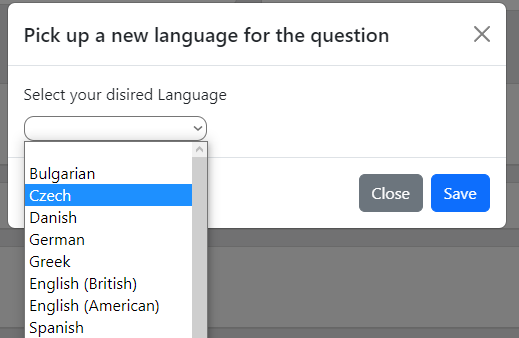 Pick up a new language for the question
Select your disired Language
Bulgarian
Czech
Danish
German
Greek
English (British)
English (American)
Spanish
Close
Save